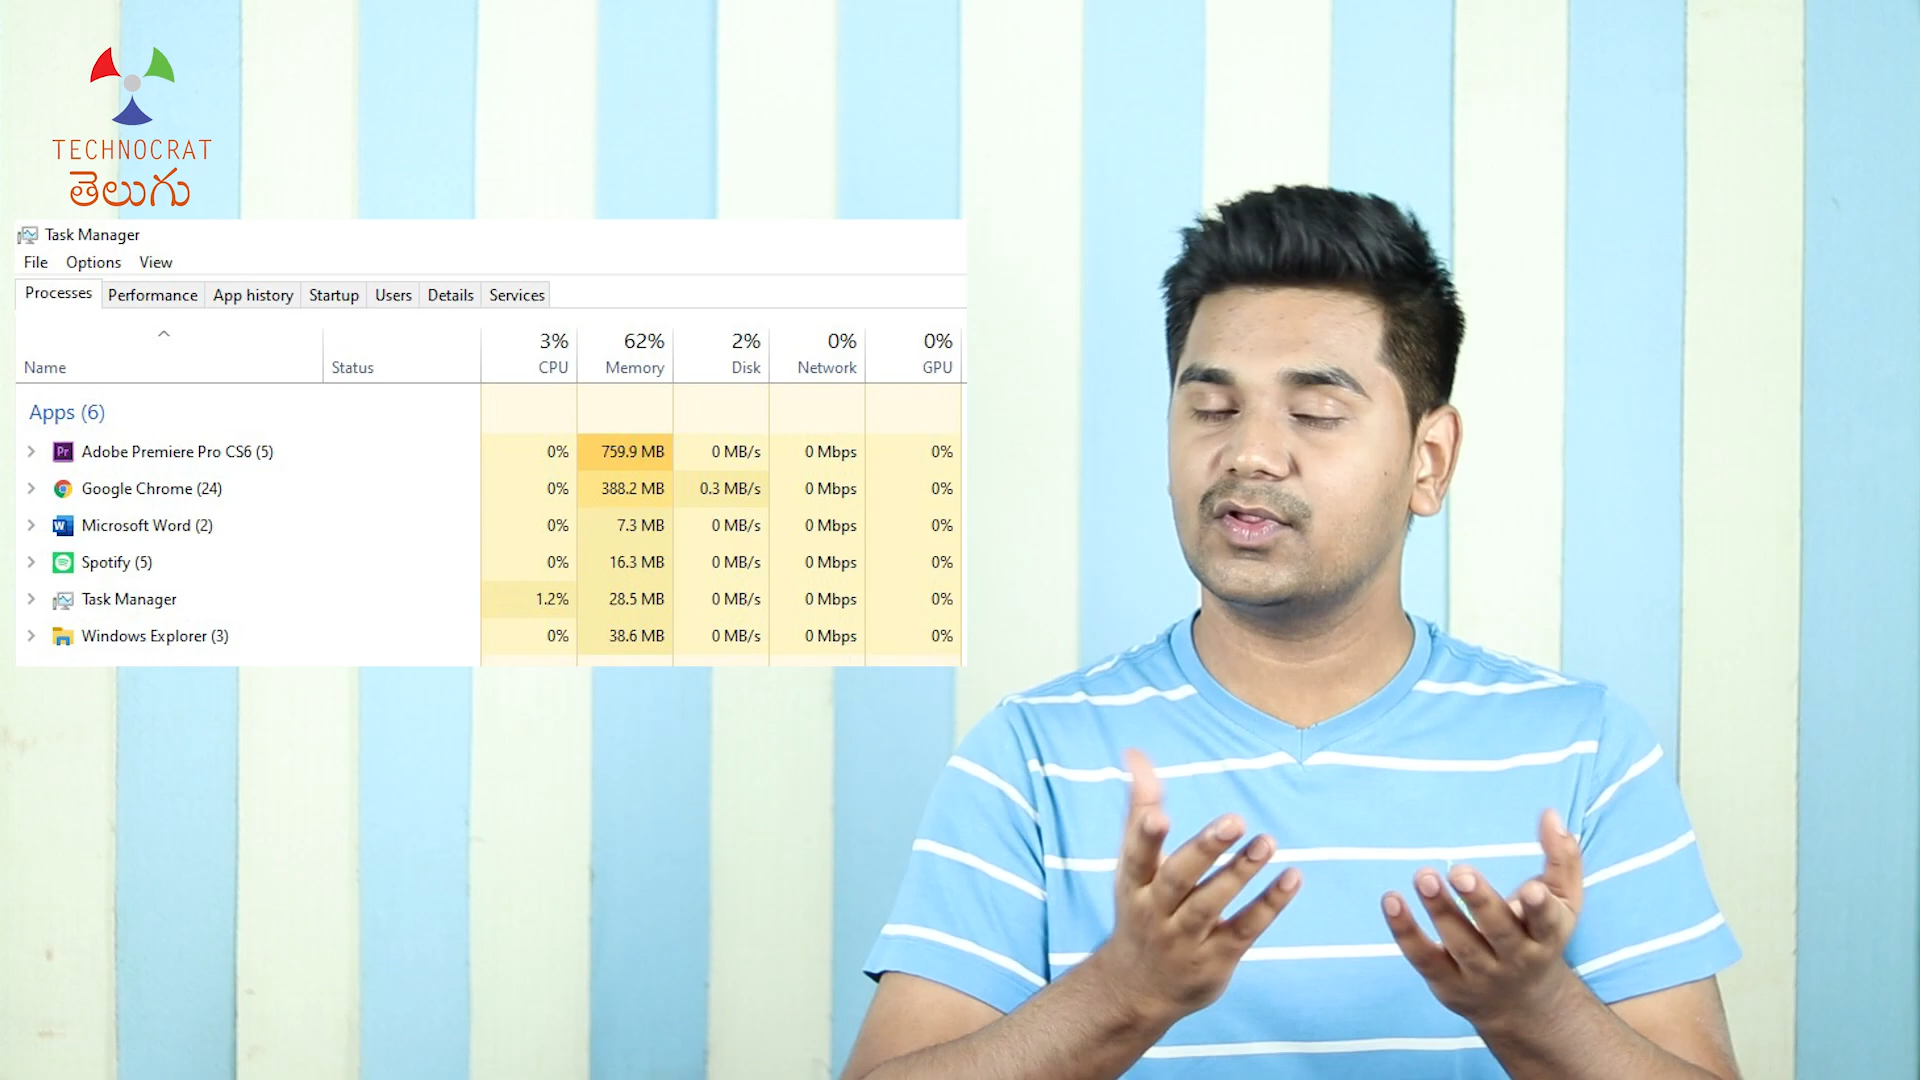 TECHNOCRAT
తెలుగు
Task Manager
File Options View
Processes Performance App history Startup Users Details Services
3% 62% 2% 0% 0%
Name Status CPU Memory Disk Network GPU
Apps (6)
Pr Adobe Premiere Pro CS6 (5) 0% 759.9 MB 0 MB/s 0 Mbps 0%
Google Chrome (24) 0% 388.2 MB 0.3 MB/s 0 Mbps 0%
W Microsoft Word (2) 0% 7.3 MB 0 MB/s 0 Mbps 0%
Spotify (5) 0% 16.3 MB 0 MB/s 0 Mbps 0%
Task Manager 1.2% 28.5 MB 0 MB/s 0 Mbps 0%
Windows Explorer (3) 0% 38.6 MB 0 MB/s 0 Mbps 0%